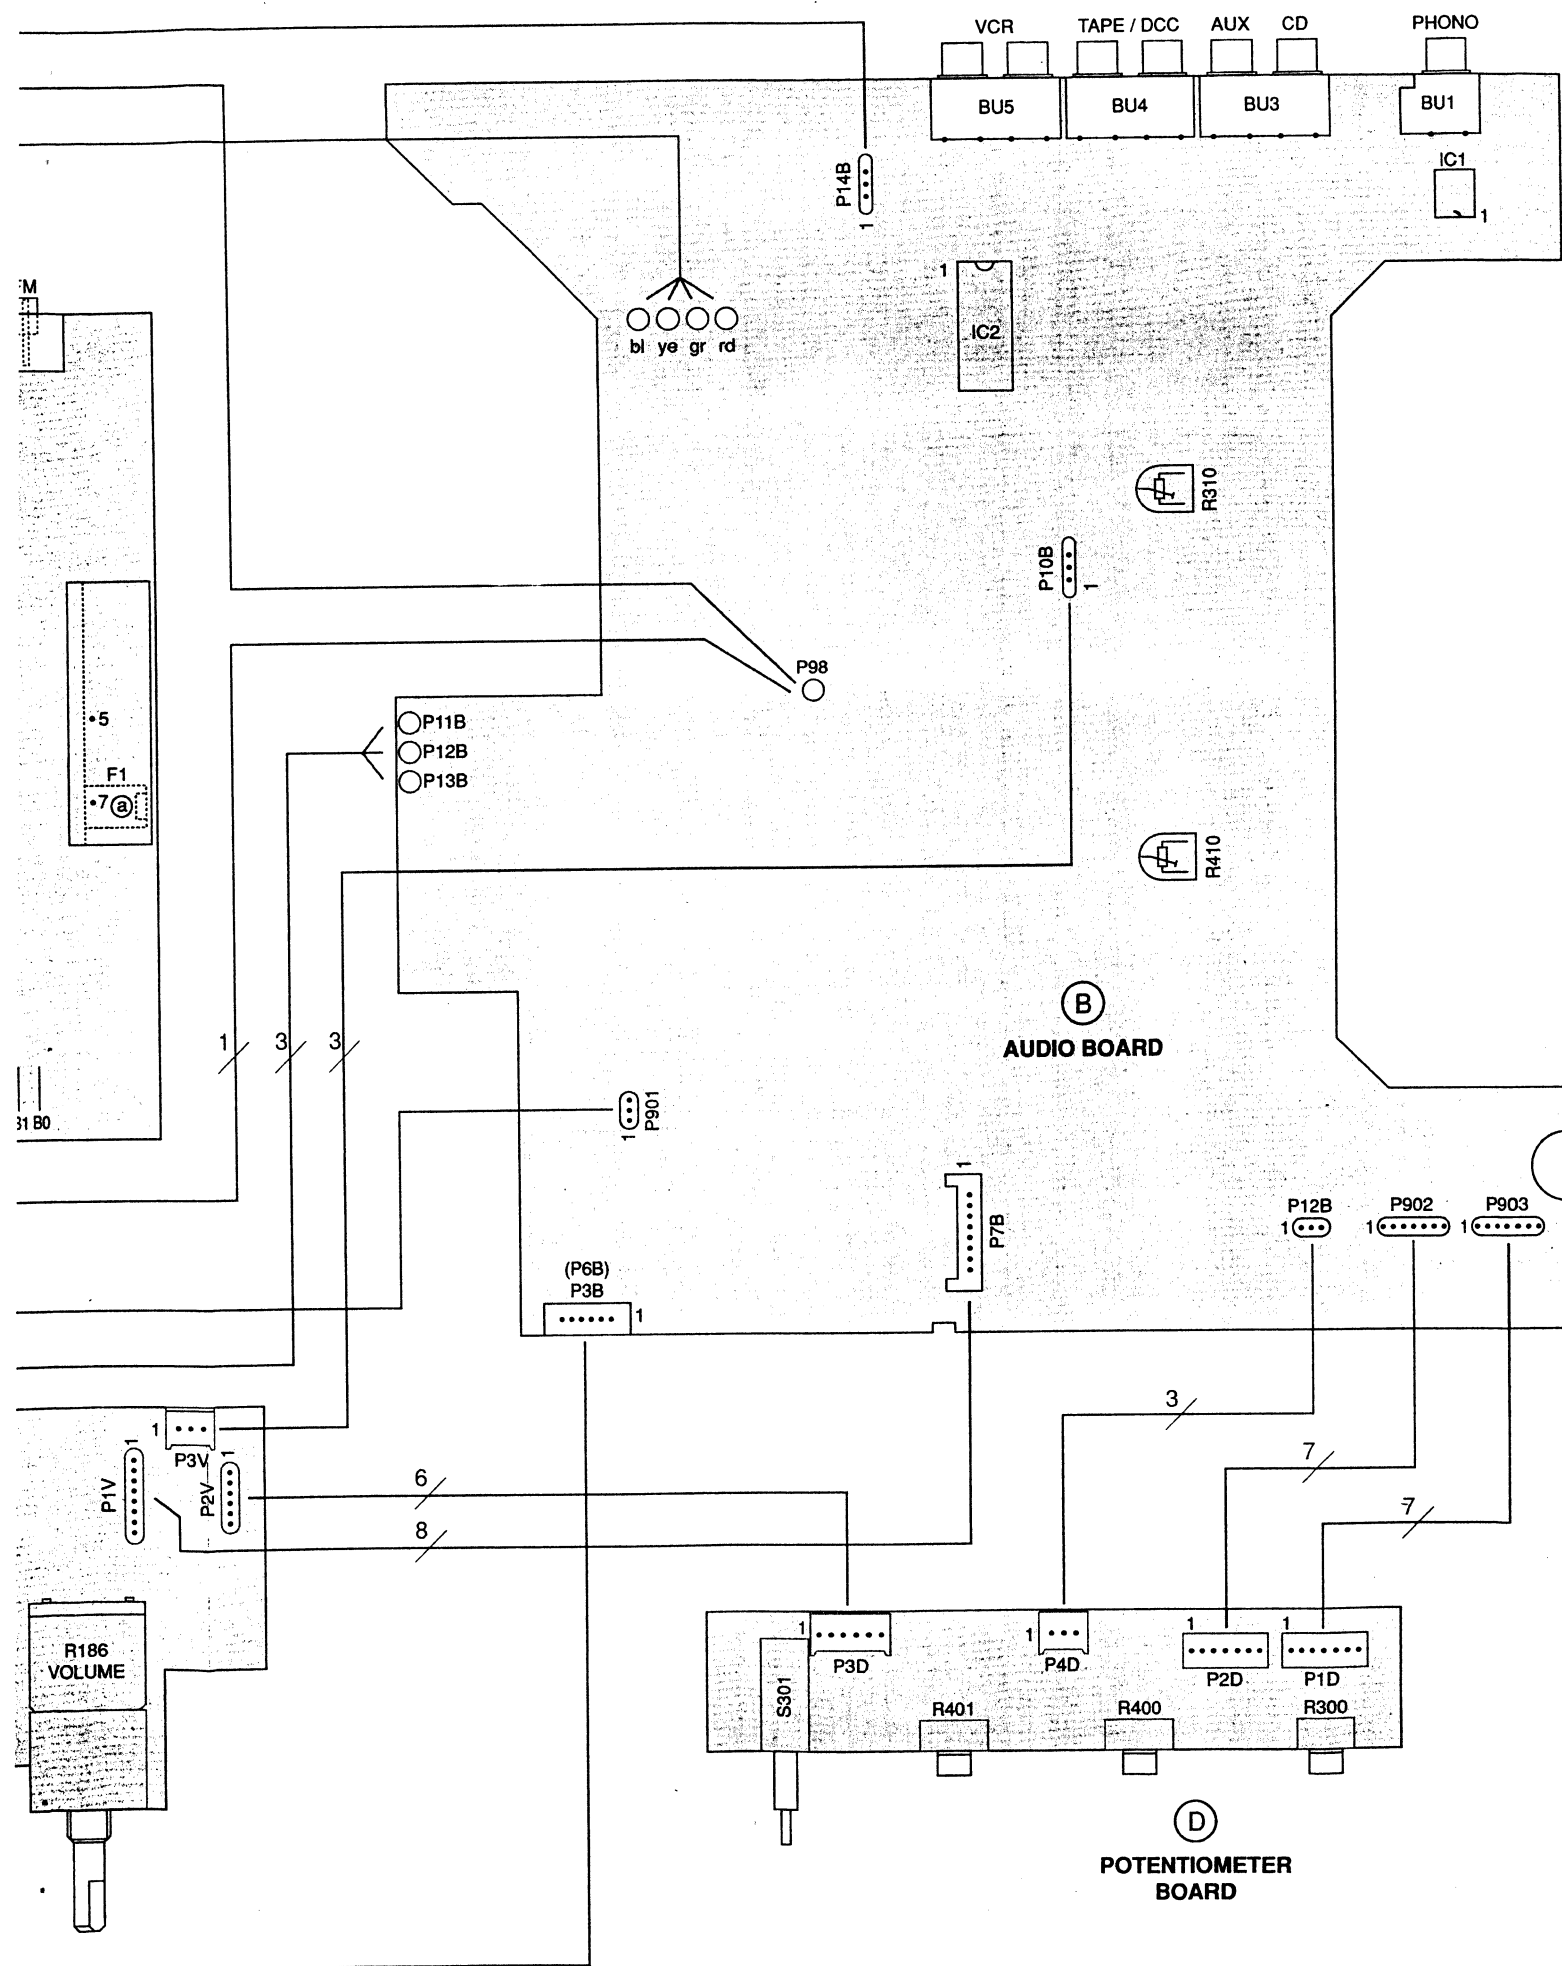 VCR
TAPE / DCC
AUX
CD
PHONO
BU5
BU4
BU3
BU1
IC1
1
P14B
1
1
IC2
FM
bl ye gr rd
R310
P10B
1
P98
5
P11B
P12B
P13B
F1
7 a
R410
B
AUDIO BOARD
1
3
3
B1 B0
P901
1
1
P7B
P12B
1
P902
1
P903
1
(P6B)
P3B
1
3
7
7
1
P3V
1
P1V
1
P2V
6
8
R186
VOLUME
1
P3D
1
P4D
1
P2D
1
P1D
S301
R401
R400
R300
D
POTENTIOMETER
BOARD